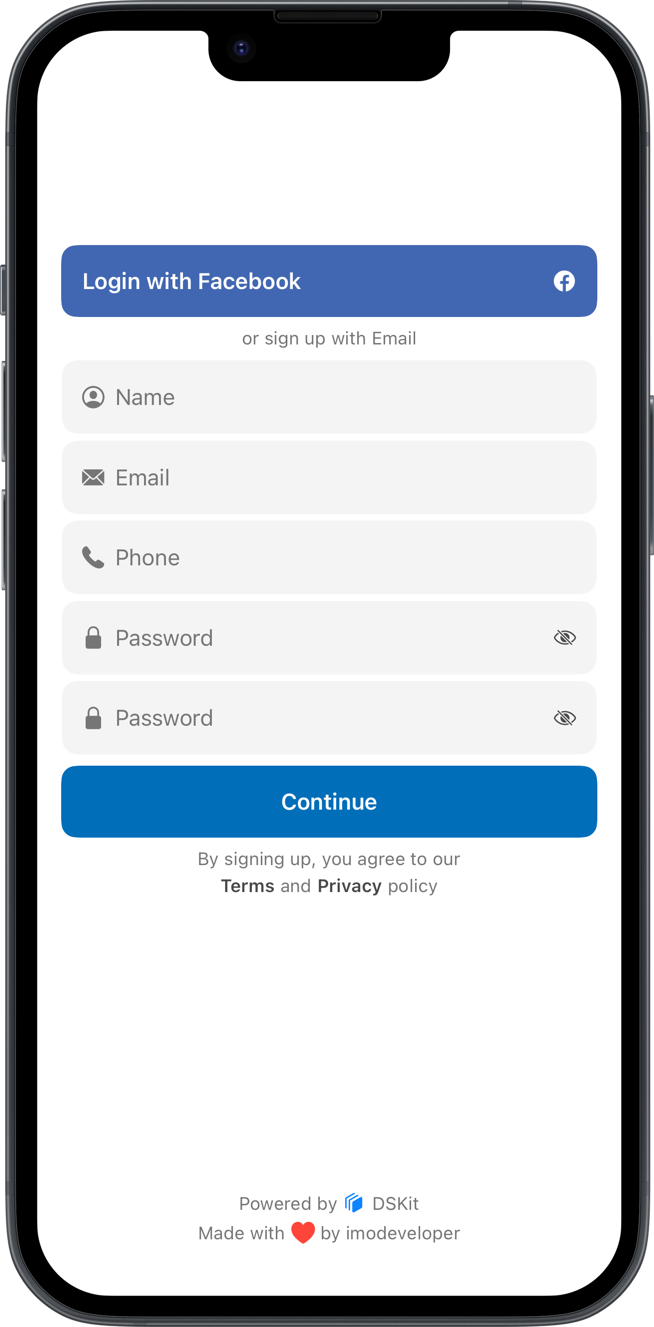 Login with Facebook
or sign up with Email
Name
Email
Phone
Password
Password
Continue
By signing up, you agree to our
Terms and Privacy policy
Powered by DSKit
Made with ❤️ by imodeveloper